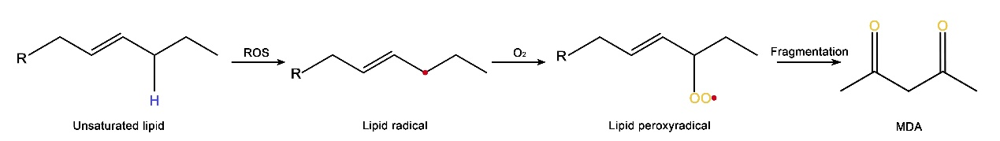 R
H
Unsaturated lipid
ROS
R
Lipid radical
O₂
R
OO•
Lipid peroxyradical
Fragmentation
O O
MDA